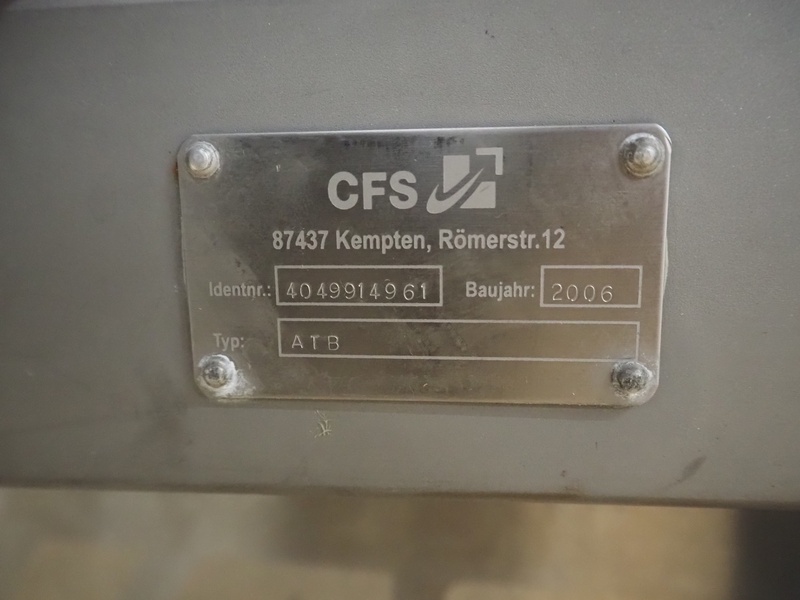 CFS
87437 Kempten, Römerstr.12
Identnr.: 4049914961 Baujahr: 2006
Typ: ATB